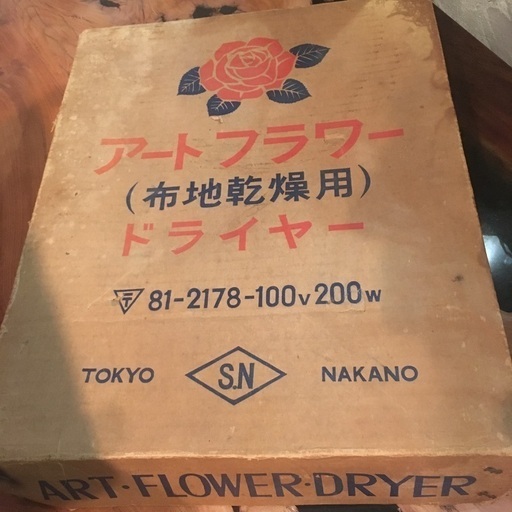 アートフラワー
(布地乾燥用)
ドライヤー
〒 81-2178-100V 200W
TOKYO S.N NAKANO
ART・FLOWER・DRYER